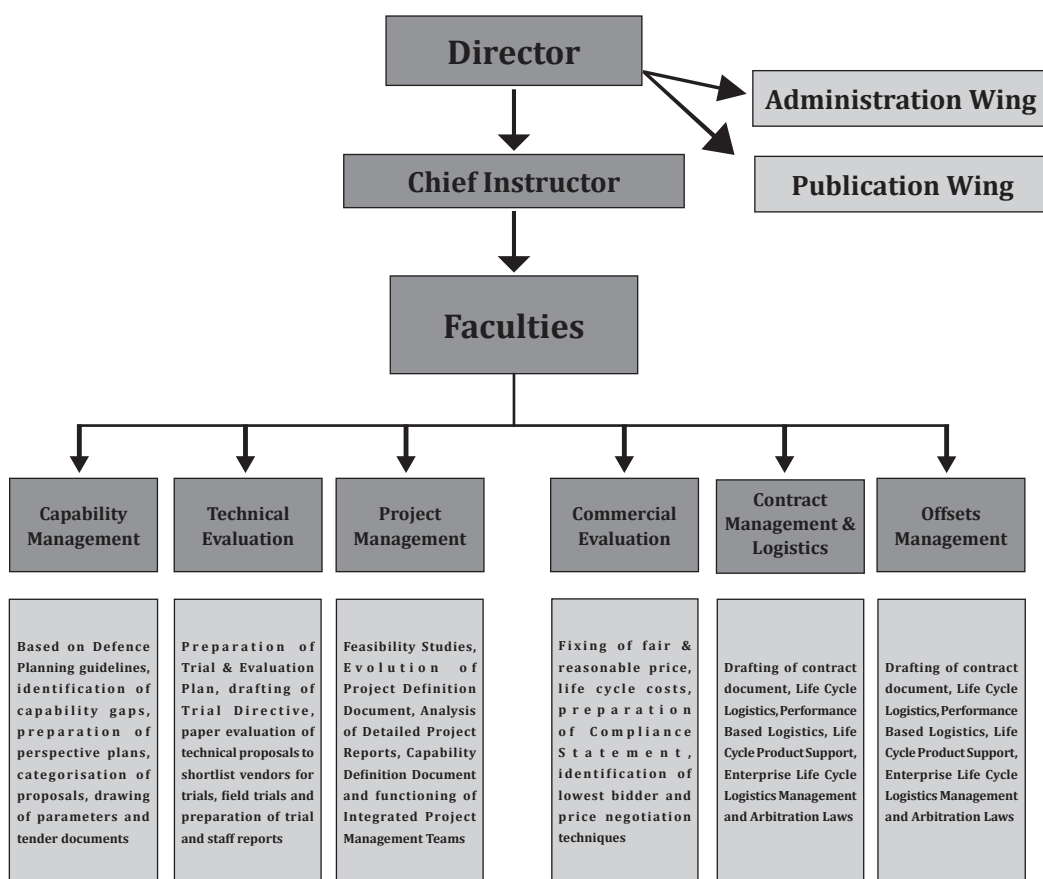 Director
Administration Wing
Chief Instructor
Publication Wing
Faculties
Capability
Management
Technical
Evaluation
Project
Management
Commercial
Evaluation
Contract
Management &
Logistics
Offsets
Management
Based on Defence
Planning guidelines,
identification of
capability gaps,
preparation of
perspective plans,
categorisation of
proposals, drawing
of parameters and
tender documents
Preparation of
Trial & Evaluation
Plan, drafting of
Trial Directive,
paper evaluation of
technical proposals to
shortlist vendors for
trials, field trials and
preparation of trial
and staff reports
Feasibility Studies,
Evolution of
Project Definition
Document, Analysis
of Detailed Project
Reports, Capability
Definition Document
and functioning of
Integrated Project
Management Teams
Fixing of fair &
reasonable price,
life cycle costs,
preparation
of Compliance
Statement,
identification of
lowest bidder and
price negotiation
techniques
Drafting of contract
document, Life Cycle
Logistics, Performance
Based Logistics, Life
Cycle Product Support,
Enterprise Life Cycle
Logistics Management
and Arbitration Laws
Drafting of contract
document, Life Cycle
Logistics, Performance
Based Logistics, Life
Cycle Product Support,
Enterprise Life Cycle
Logistics Management
and Arbitration Laws